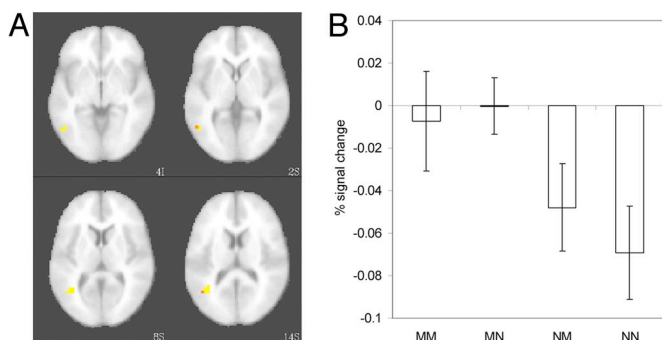 A
4I
2S
8S
14S
B
0.04
0.02
0
-0.02
-0.04
-0.06
-0.08
-0.1
% signal change
MM
MN
NM
NN